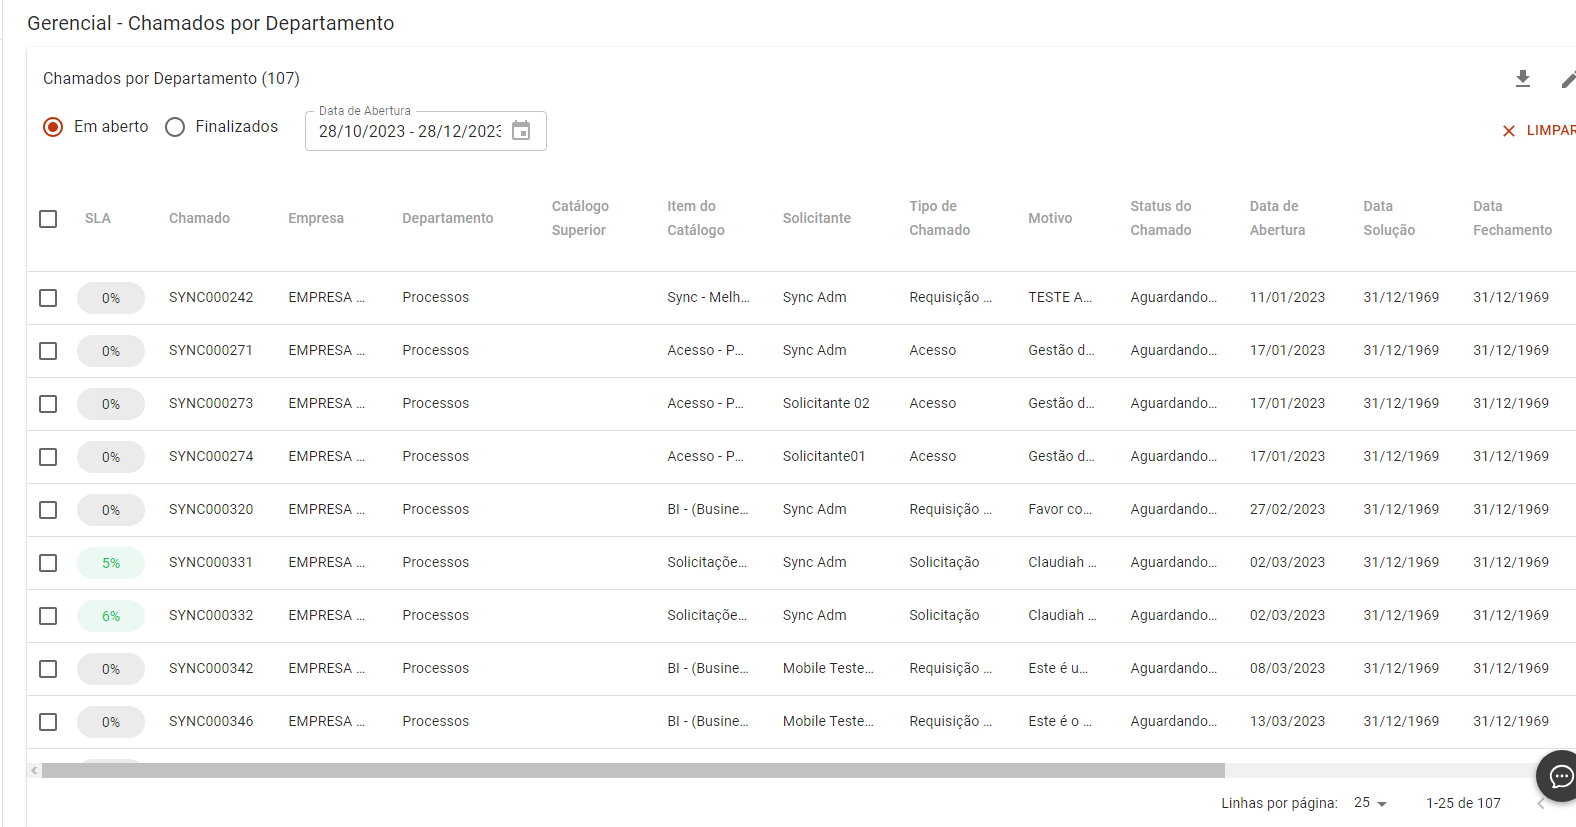 Gerencial - Chamados por Departamento
Chamados por Departamento (107)
Em aberto Finalizados Data de Abertura 28/10/2023 - 28/12/2023 LIMPAR
SLA Chamado Empresa Departamento Catálogo Superior Item do Catálogo Solicitante Tipo de Chamado Motivo Status do Chamado Data de Abertura Data Solução Data Fechamento
0% SYNC000242 EMPRESA ... Processos Sync - Melh... Sync Adm Requisição ... TESTE A... Aguardando... 11/01/2023 31/12/1969 31/12/1969
0% SYNC000271 EMPRESA ... Processos Acesso - P... Sync Adm Acesso Gestão d... Aguardando... 17/01/2023 31/12/1969 31/12/1969
0% SYNC000273 EMPRESA ... Processos Acesso - P... Solicitante 02 Acesso Gestão d... Aguardando... 17/01/2023 31/12/1969 31/12/1969
0% SYNC000274 EMPRESA ... Processos Acesso - P... Solicitante01 Acesso Gestão d... Aguardando... 17/01/2023 31/12/1969 31/12/1969
0% SYNC000320 EMPRESA ... Processos BI - (Busine... Sync Adm Requisição ... Favor co... Aguardando... 27/02/2023 31/12/1969 31/12/1969
5% SYNC000331 EMPRESA ... Processos Solicitaçõe... Sync Adm Solicitação Claudiah ... Aguardando... 02/03/2023 31/12/1969 31/12/1969
6% SYNC000332 EMPRESA ... Processos Solicitaçõe... Sync Adm Solicitação Claudiah ... Aguardando... 02/03/2023 31/12/1969 31/12/1969
0% SYNC000342 EMPRESA ... Processos BI - (Busine... Mobile Teste... Requisição ... Este é u... Aguardando... 08/03/2023 31/12/1969 31/12/1969
0% SYNC000346 EMPRESA ... Processos BI - (Busine... Mobile Teste... Requisição ... Este é o ... Aguardando... 13/03/2023 31/12/1969 31/12/1969
Linhas por página: 25 1-25 de 107